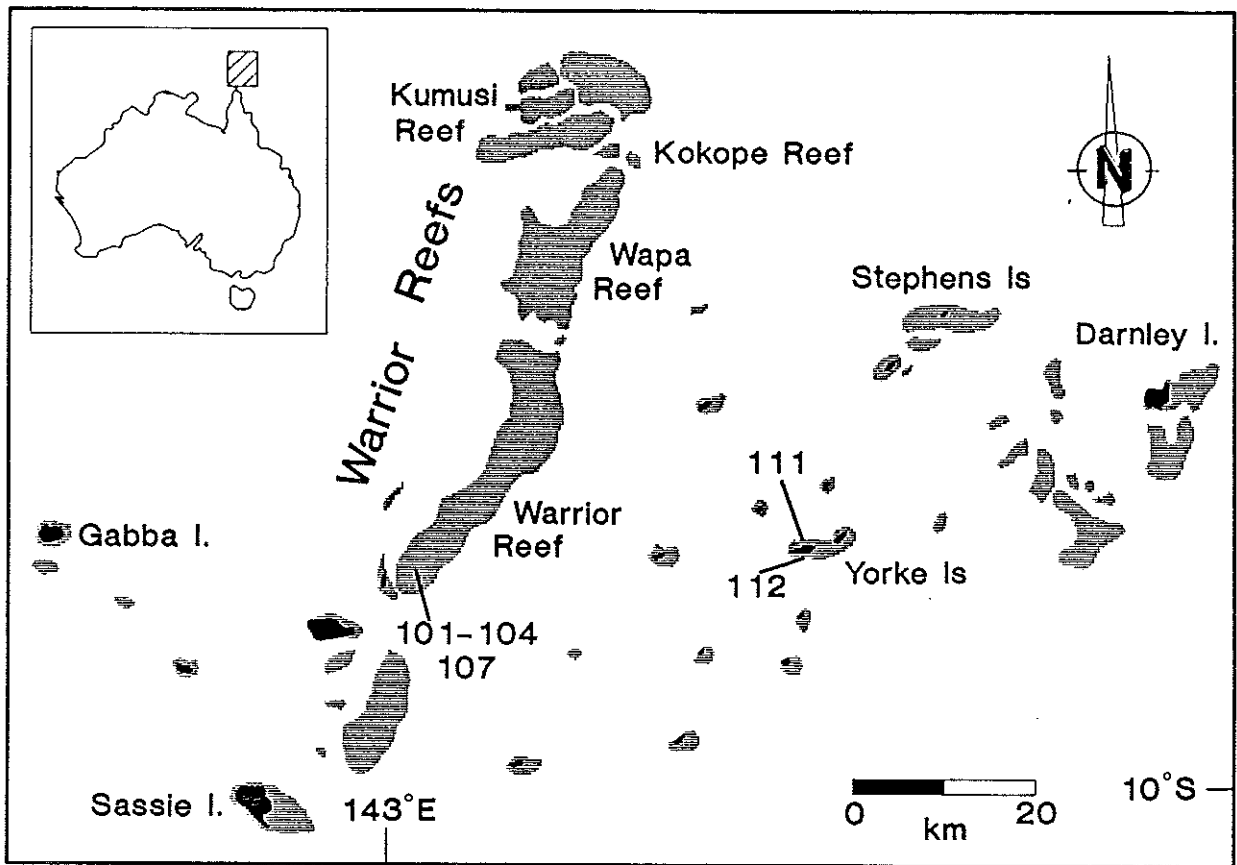 Kumusi
Reef
Kokope Reef
N
Warrior Reefs
Wapa
Reef
Stephens Is
Darnley I.
111
Warrior
Reef
Gabba I.
112
Yorke Is
101-104
107
Sassie I.
143°E
0
20
km
10°S